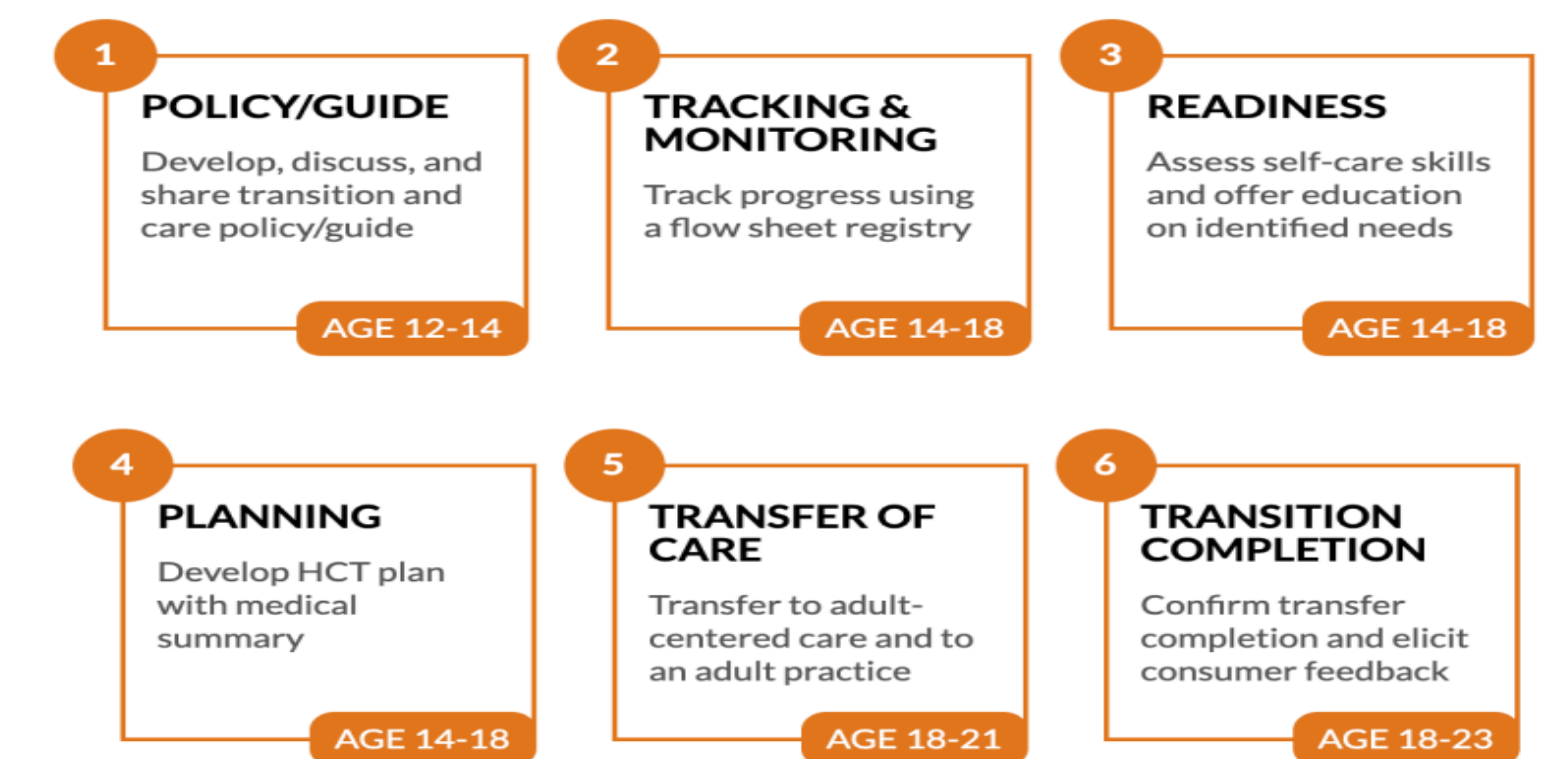 1
POLICY/GUIDE
Develop, discuss, and
share transition and
care policy/guide
AGE 12-14
2
TRACKING &
MONITORING
Track progress using
a flow sheet registry
AGE 14-18
3
READINESS
Assess self-care skills
and offer education
on identified needs
AGE 14-18
4
PLANNING
Develop HCT plan
with medical
summary
AGE 14-18
5
TRANSFER OF
CARE
Transfer to adult-
centered care and to
an adult practice
AGE 18-21
6
TRANSITION
COMPLETION
Confirm transfer
completion and elicit
consumer feedback
AGE 18-23